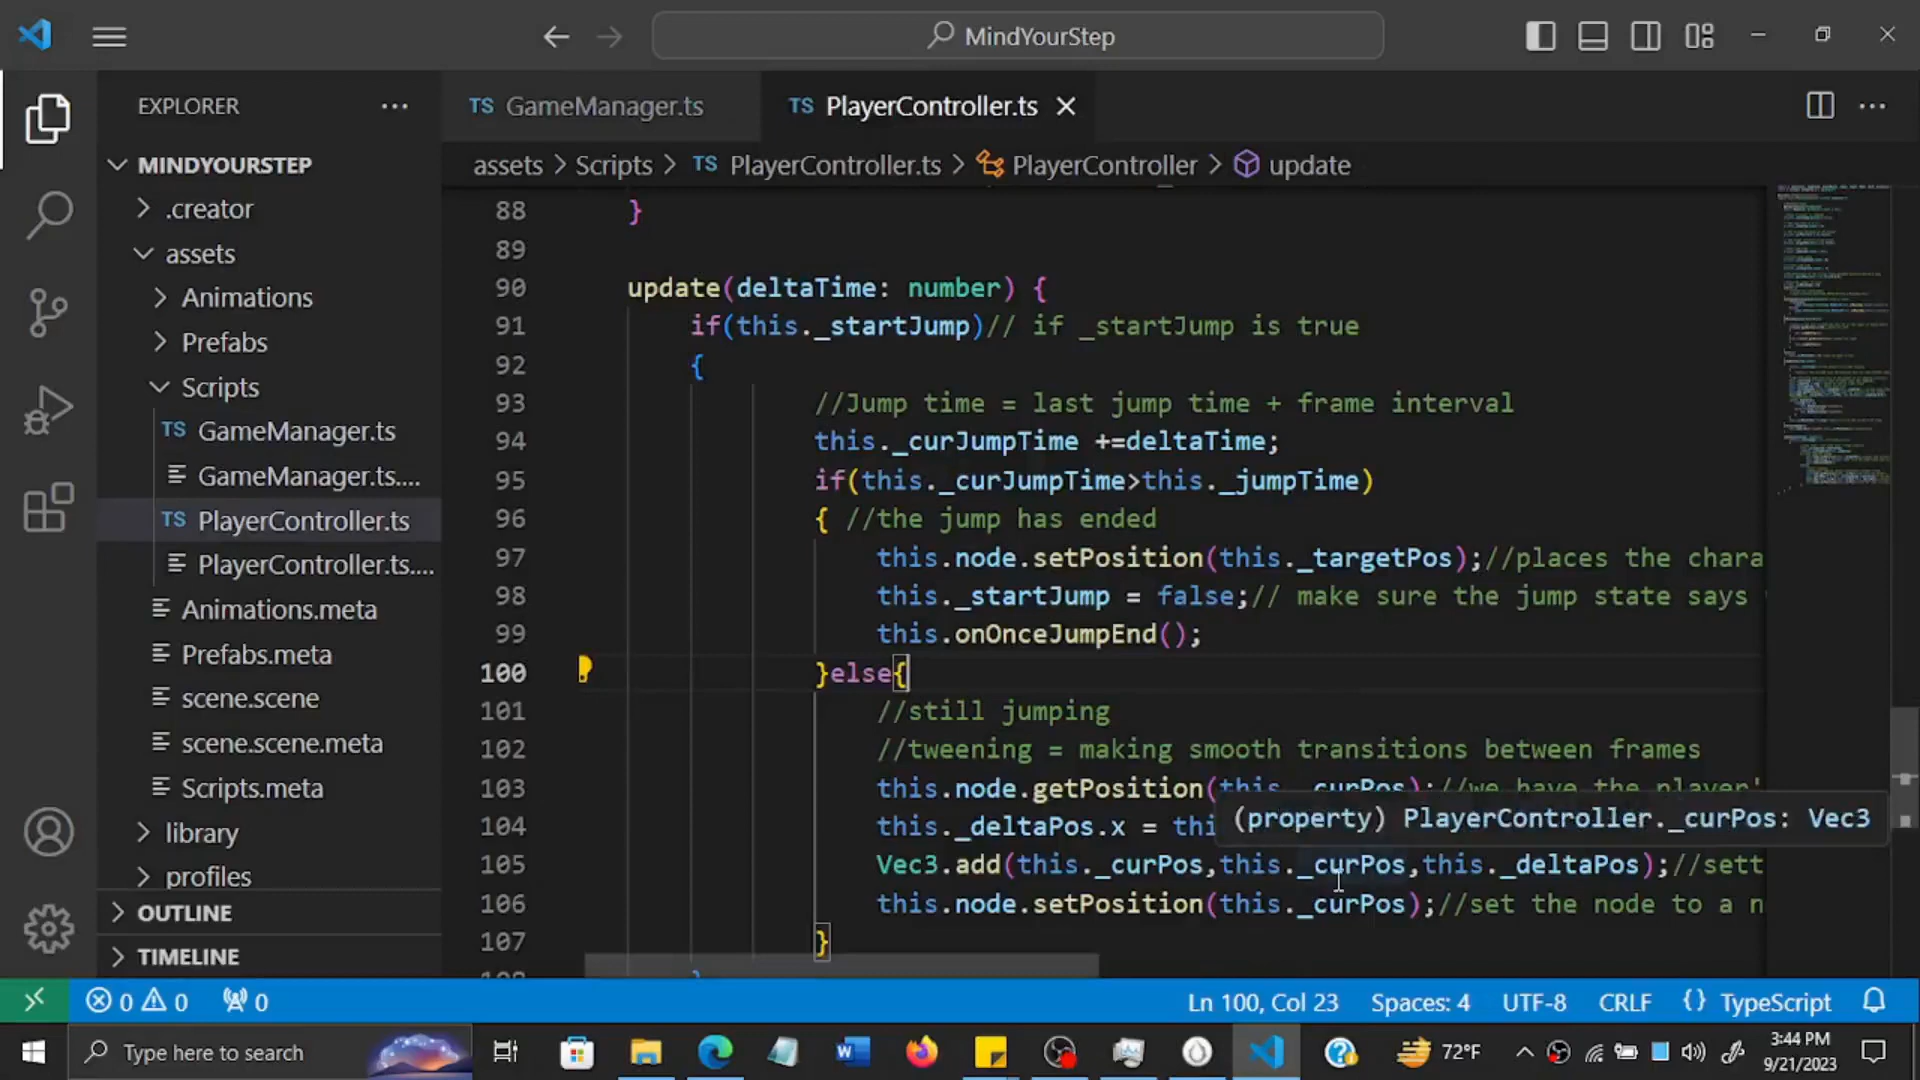 MindYourStep
EXPLORER
TS GameManager.ts
TS PlayerController.ts
MINDYOURSTEP
assets > Scripts > TS PlayerController.ts > PlayerController > update
.creator
assets
Animations
Prefabs
Scripts
TS GameManager.ts
GameManager.ts....
TS PlayerController.ts
PlayerController.ts....
Animations.meta
Prefabs.meta
scene.scene
scene.scene.meta
Scripts.meta
library
profiles
OUTLINE
TIMELINE
88 }
89
90 update(deltaTime: number) {
91 if(this._startJump)// if _startJump is true
92 {
93 //Jump time = last jump time + frame interval
94 this._curJumpTime +=deltaTime;
95 if(this._curJumpTime>this._jumpTime)
96 { //the jump has ended
97 this.node.setPosition(this._targetPos);//places the chara
98 this._startJump = false;// make sure the jump state says
99 this.onOnceJumpEnd();
100 }else{
101 //still jumping
102 //tweening = making smooth transitions between frames
103 this.node.getPosition(this._curPos);//we have the player'
104 this._deltaPos.x = thi
(property) PlayerController._curPos: Vec3
105 Vec3.add(this._curPos,this._curPos,this._deltaPos);//sett
106 this.node.setPosition(this._curPos);//set the node to a n
107 }
0 0 0
Ln 100, Col 23 Spaces: 4 UTF-8 CRLF {} TypeScript
Type here to search
72°F
3:44 PM
9/21/2023